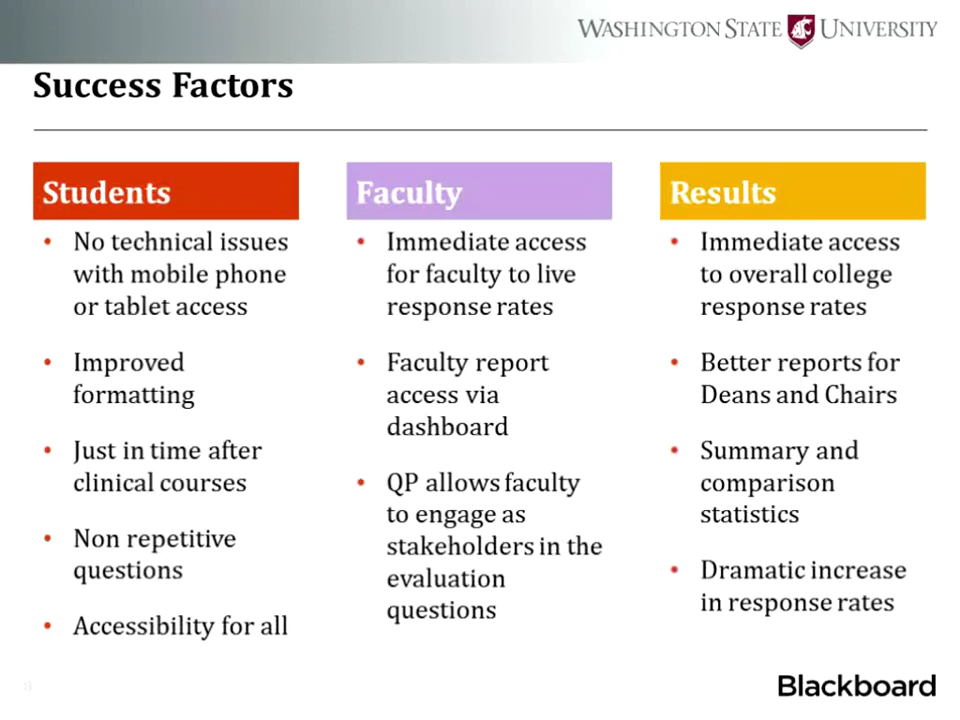 WASHINGTON STATE UNIVERSITY
Success Factors
Students
• No technical issues
with mobile phone
or tablet access
• Improved
formatting
• Just in time after
clinical courses
• Non repetitive
questions
• Accessibility for all
Faculty
• Immediate access
for faculty to live
response rates
• Faculty report
access via
dashboard
• QP allows faculty
to engage as
stakeholders in the
evaluation
questions
Results
• Immediate access
to overall college
response rates
• Better reports for
Deans and Chairs
• Summary and
comparison
statistics
• Dramatic increase
in response rates
Blackboard